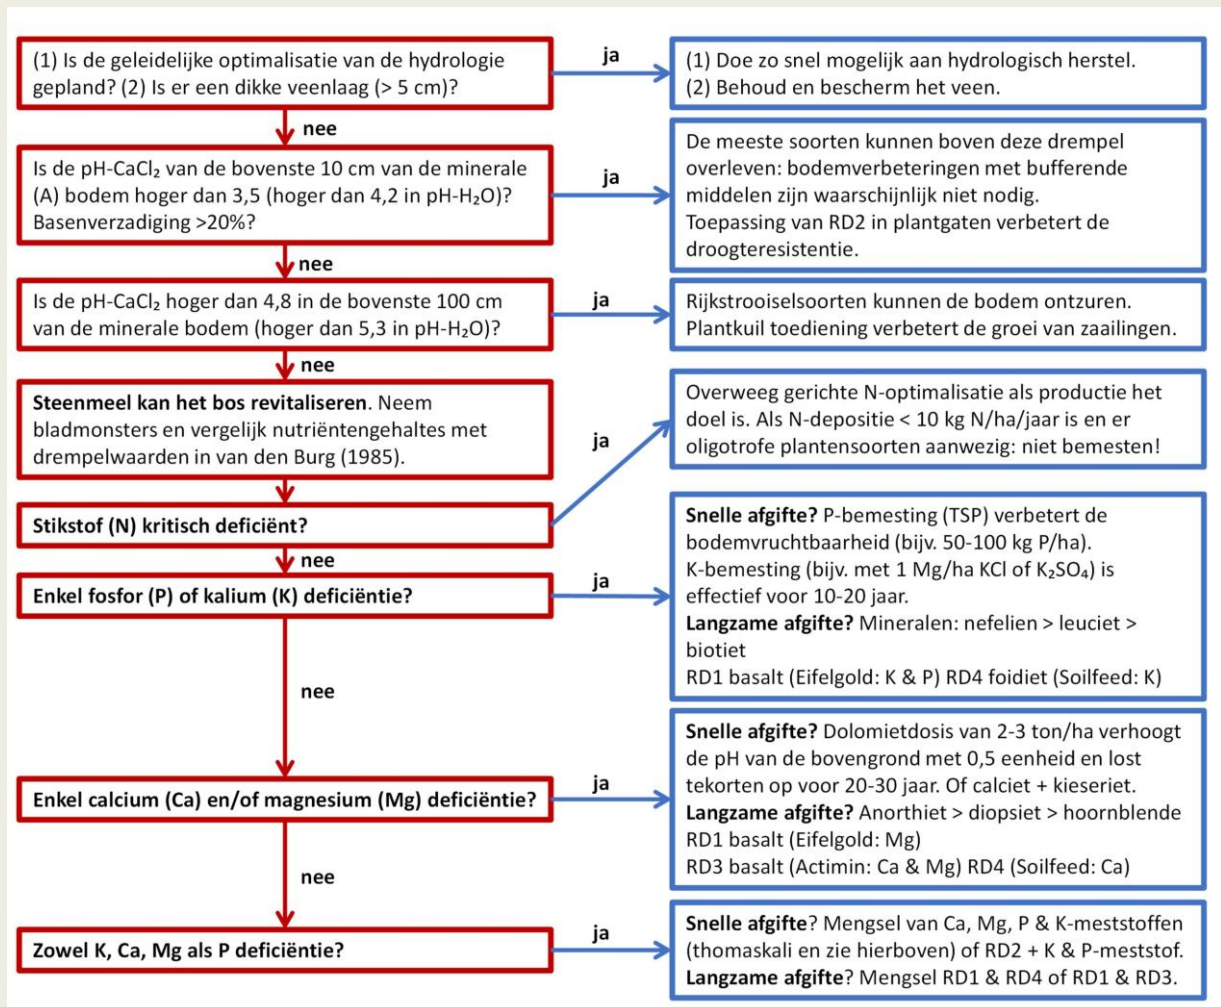 (1) Is de geleidelijke optimalisatie van de hydrologie
gepland? (2) Is er een dikke veenlaag (> 5 cm)?
ja
(1) Doe zo snel mogelijk aan hydrologisch herstel.
(2) Behoud en bescherm het veen.
nee
Is de pH-CaCl₂ van de bovenste 10 cm van de minerale
(A) bodem hoger dan 3,5 (hoger dan 4,2 in pH-H₂O)?
Basenverzadiging >20%?
ja
De meeste soorten kunnen boven deze drempel
overleven: bodemverbeteringen met bufferende
middelen zijn waarschijnlijk niet nodig.
Toepassing van RD2 in plantgaten verbetert de
droogteresistentie.
nee
Is de pH-CaCl₂ hoger dan 4,8 in de bovenste 100 cm
van de minerale bodem (hoger dan 5,3 in pH-H₂O)?
ja
Rijkstrooiselsoorten kunnen de bodem ontzuren.
Plantkuil toediening verbetert de groei van zaailingen.
nee
Steenmeel kan het bos revitaliseren. Neem
bladmonsters en vergelijk nutriëntengehaltes met
drempelwaarden in van den Burg (1985).
Stikstof (N) kritisch deficiënt?
ja
Overweeg gerichte N-optimalisatie als productie het
doel is. Als N-depositie < 10 kg N/ha/jaar is en er
oligotrofe plantensoorten aanwezig: niet bemesten!
nee
Enkel fosfor (P) of kalium (K) deficiëntie?
ja
Snelle afgifte? P-bemesting (TSP) verbetert de
bodemvruchtbaarheid (bijv. 50-100 kg P/ha).
K-bemesting (bijv. met 1 Mg/ha KCl of K₂SO₄) is
effectief voor 10-20 jaar.
Langzame afgifte? Mineralen: nefelien > leuciet >
biotiet
RD1 basalt (Eifelgold: K & P) RD4 foidiet (Soilfeed: K)
nee
Enkel calcium (Ca) en/of magnesium (Mg) deficiëntie?
ja
Snelle afgifte? Dolomietdosis van 2-3 ton/ha verhoogt
de pH van de bovengrond met 0,5 eenheid en lost
tekorten op voor 20-30 jaar. Of calciet + kieseriet.
Langzame afgifte? Anorthiet > diopsiet > hoornblende
RD1 basalt (Eifelgold: Mg)
RD3 basalt (Actimin: Ca & Mg) RD4 (Soilfeed: Ca)
nee
Zowel K, Ca, Mg als P deficiëntie?
ja
Snelle afgifte? Mengsel van Ca, Mg, P & K-meststoffen
(thomaskali en zie hierboven) of RD2 + K & P-meststof.
Langzame afgifte? Mengsel RD1 & RD4 of RD1 & RD3.